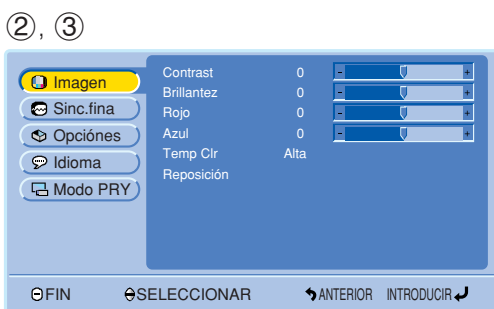 ②, ③
Imagen
Sinc.fina
Opciónes
Idioma
Modo PRY
Contrast 0 - +
Brillantez 0 - +
Rojo 0 - +
Azul 0 - +
Temp Clr Alta
Reposición
FIN SELECCIONAR ANTERIOR INTRODUCIR